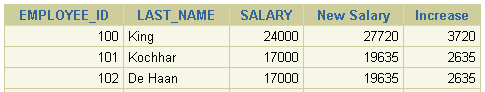 EMPLOYEE_ID LAST_NAME SALARY New Salary Increase
100 King 24000 27720 3720
101 Kochhar 17000 19635 2635
102 De Haan 17000 19635 2635